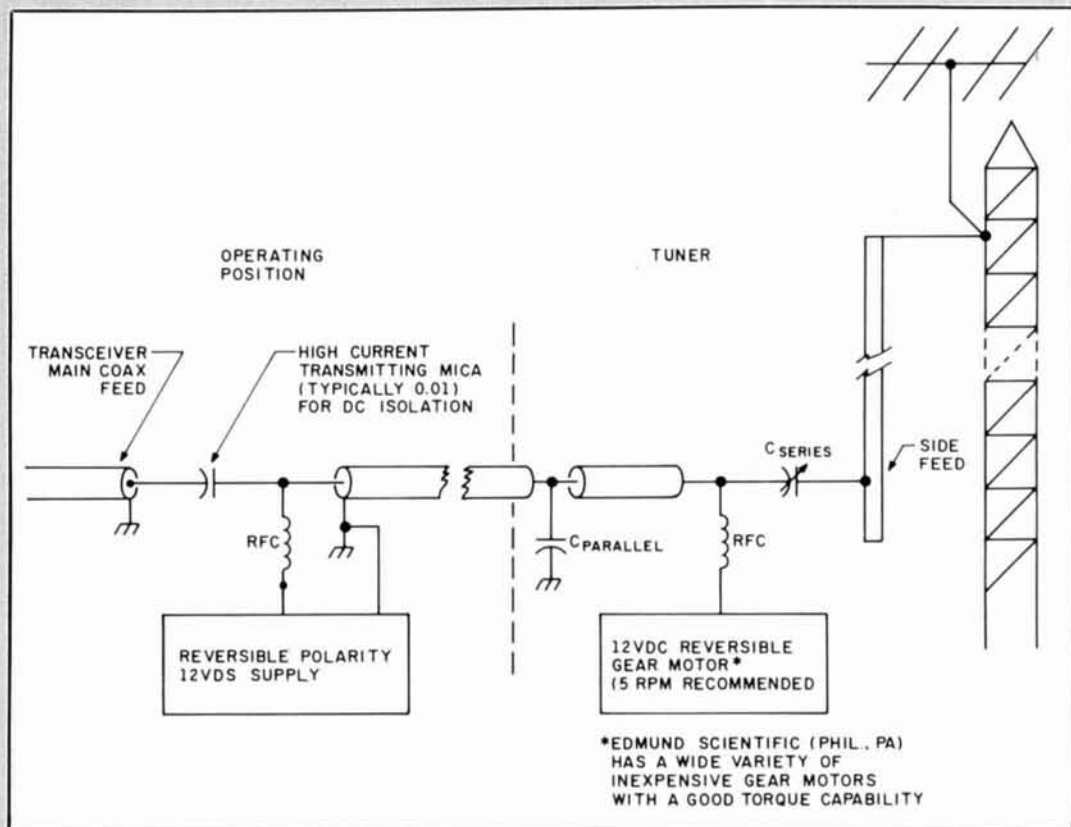 OPERATING
POSITION
TUNER
TRANSCEIVER
MAIN COAX
FEED
HIGH CURRENT
TRANSMITTING MICA
(TYPICALLY 0.01)
FOR DC ISOLATION
C SERIES
SIDE
FEED
RFC
C PARALLEL
RFC
REVERSIBLE POLARITY
12VDS SUPPLY
12VDC REVERSIBLE
GEAR MOTOR*
(5 RPM RECOMMENDED
*EDMUND SCIENTIFIC (PHIL., PA)
HAS A WIDE VARIETY OF
INEXPENSIVE GEAR MOTORS
WITH A GOOD TORQUE CAPABILITY